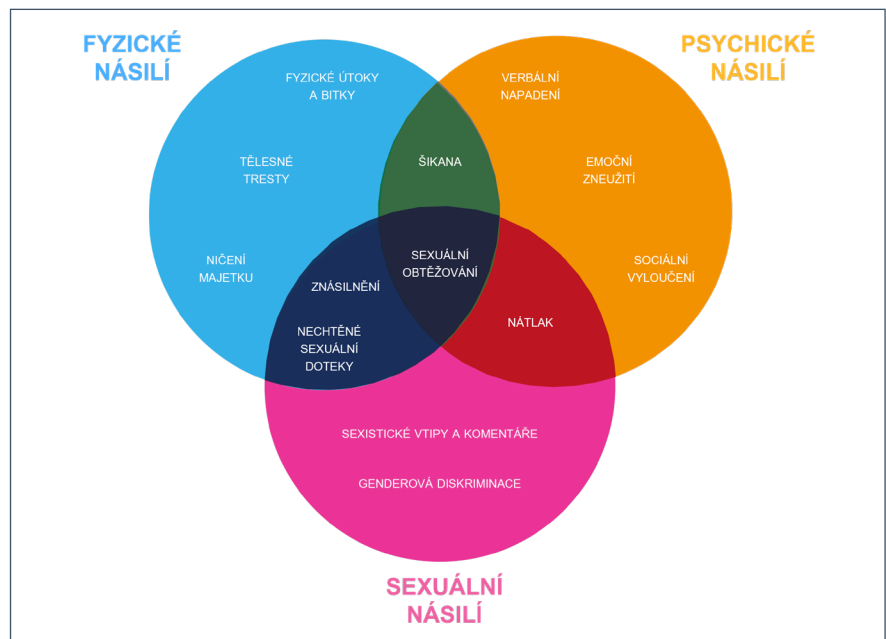 FYZICKÉ
NÁSILÍ
PSYCHICKÉ
NÁSILÍ
FYZICKÉ ÚTOKY
A BITKY
VERBÁLNÍ
NAPADENÍ
TĚLESNÉ
TRESTY
ŠIKANA
EMOČNÍ
ZNEUŽITÍ
NIČENÍ
MAJETKU
SEXUÁLNÍ
OBTĚŽOVÁNÍ
SOCIÁLNÍ
VYLOUČENÍ
ZNÁSILNĚNÍ
NECHTĚNÉ
SEXUÁLNÍ
DOTEKY
NÁTLAK
SEXISTICKÉ VTIPY A KOMENTÁŘE
GENDEROVÁ DISKRIMINACE
SEXUÁLNÍ
NÁSILÍ